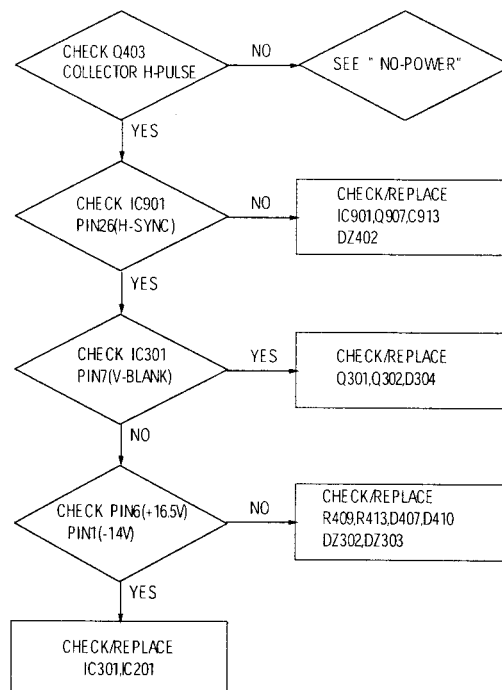 CHECK Q403
COLLECTOR H-PULSE
NO
SEE " NO-POWER"
YES
CHECK IC901
PIN26(H-SYNC)
NO
CHECK/REPLACE
IC901,Q907,C913
DZ402
YES
CHECK IC301
PIN7(V-BLANK)
YES
CHECK/REPLACE
Q301,Q302,D304
NO
CHECK PIN6(+16.5V)
PIN1(-14V)
NO
CHECK/REPLACE
R409,R413,D407,D410
DZ302,DZ303
YES
CHECK/REPLACE
IC301,IC201